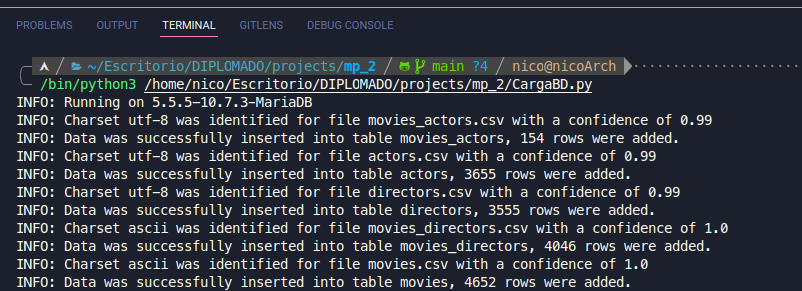 PROBLEMS OUTPUT TERMINAL GITLENS DEBUG CONSOLE
~/Escritorio/DIPLOMADO/projects/mp_2 / main ?4 / nico@nicoArch
/bin/python3 /home/nico/Escritorio/DIPLOMADO/projects/mp_2/CargaBD.py
INFO: Running on 5.5.5-10.7.3-MariaDB
INFO: Charset utf-8 was identified for file movies_actors.csv with a confidence of 0.99
INFO: Data was successfully inserted into table movies_actors, 154 rows were added.
INFO: Charset utf-8 was identified for file actors.csv with a confidence of 0.99
INFO: Data was successfully inserted into table actors, 3655 rows were added.
INFO: Charset utf-8 was identified for file directors.csv with a confidence of 0.99
INFO: Data was successfully inserted into table directors, 3555 rows were added.
INFO: Charset ascii was identified for file movies_directors.csv with a confidence of 1.0
INFO: Data was successfully inserted into table movies_directors, 4046 rows were added.
INFO: Charset ascii was identified for file movies.csv with a confidence of 1.0
INFO: Data was successfully inserted into table movies, 4652 rows were added.